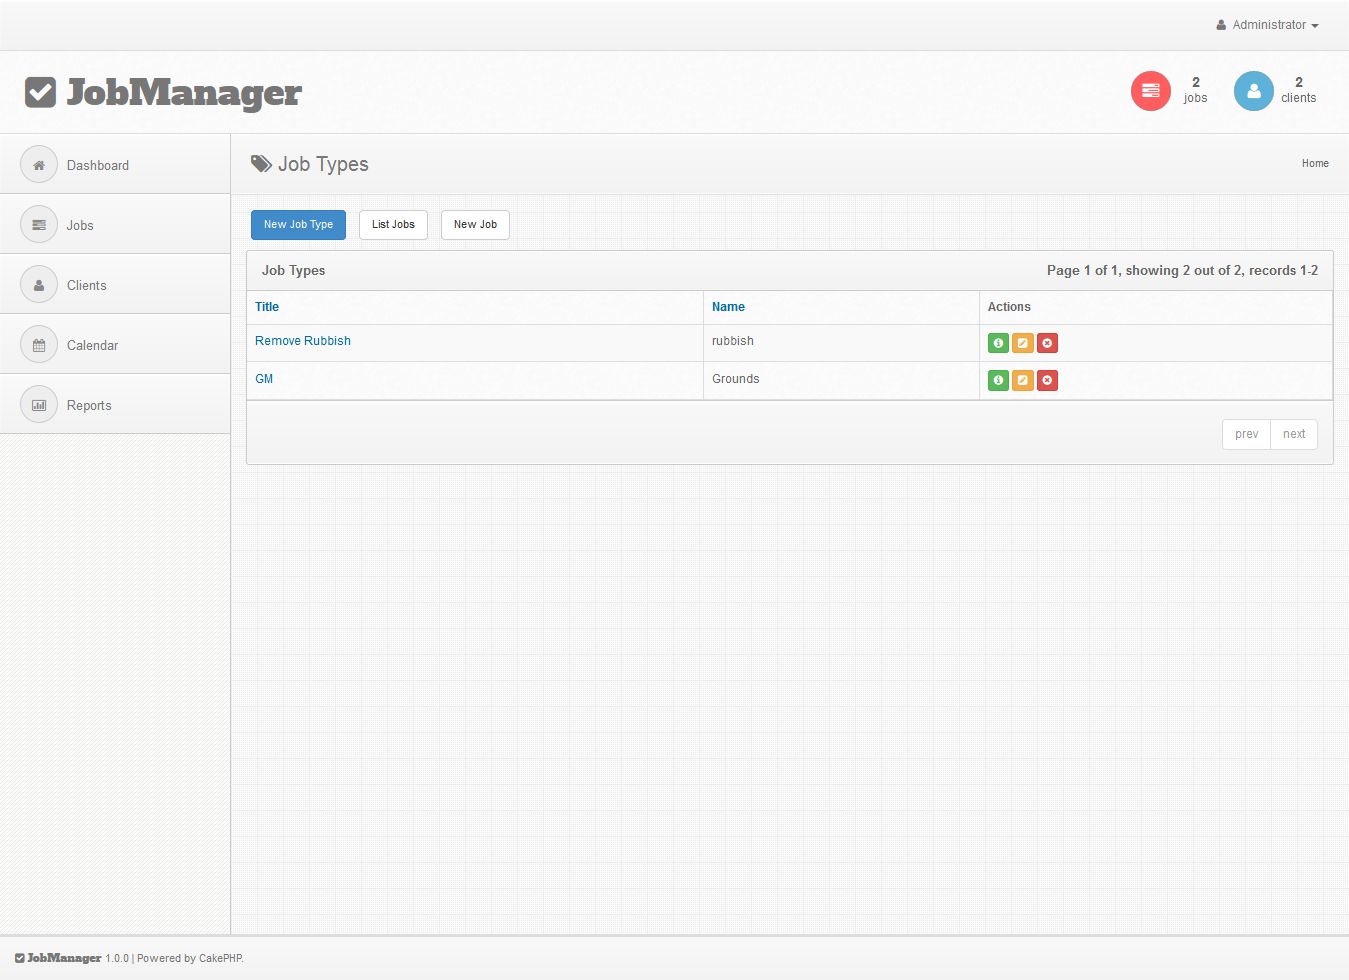 Administrator
JobManager
2
jobs
2
clients
Dashboard
Jobs
Clients
Calendar
Reports
Job Types
Home
New Job Type
List Jobs
New Job
Job Types
Page 1 of 1, showing 2 out of 2, records 1-2
Title Name Actions
Remove Rubbish rubbish
GM Grounds
prev next
JobManager 1.0.0 | Powered by CakePHP.